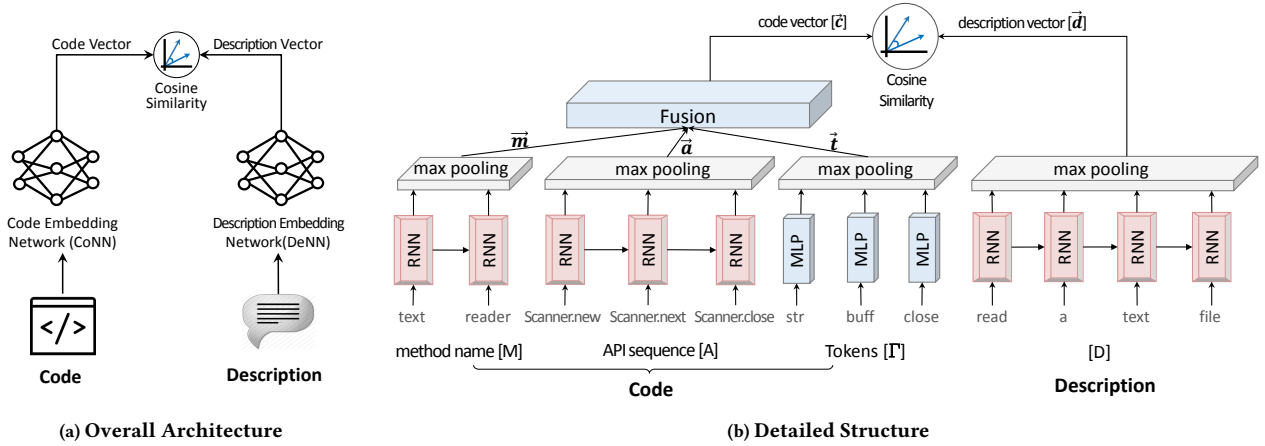 Code Vector
Description Vector
Cosine
Similarity
Code Embedding
Network (CoNN)
Description Embedding
Network(DeNN)
</>
Code
Description
(a) Overall Architecture
code vector [c⃗]
description vector [d⃗]
Cosine
Similarity
Fusion
m⃗
a⃗
t⃗
max pooling
max pooling
max pooling
max pooling
RNN
RNN
RNN
RNN
RNN
MLP
MLP
MLP
RNN
RNN
RNN
RNN
text
reader
Scanner.new
Scanner.next
Scanner.close
str
buff
close
read
a
text
file
method name [M]
API sequence [A]
Tokens [Γ]
[D]
Code
Description
(b) Detailed Structure